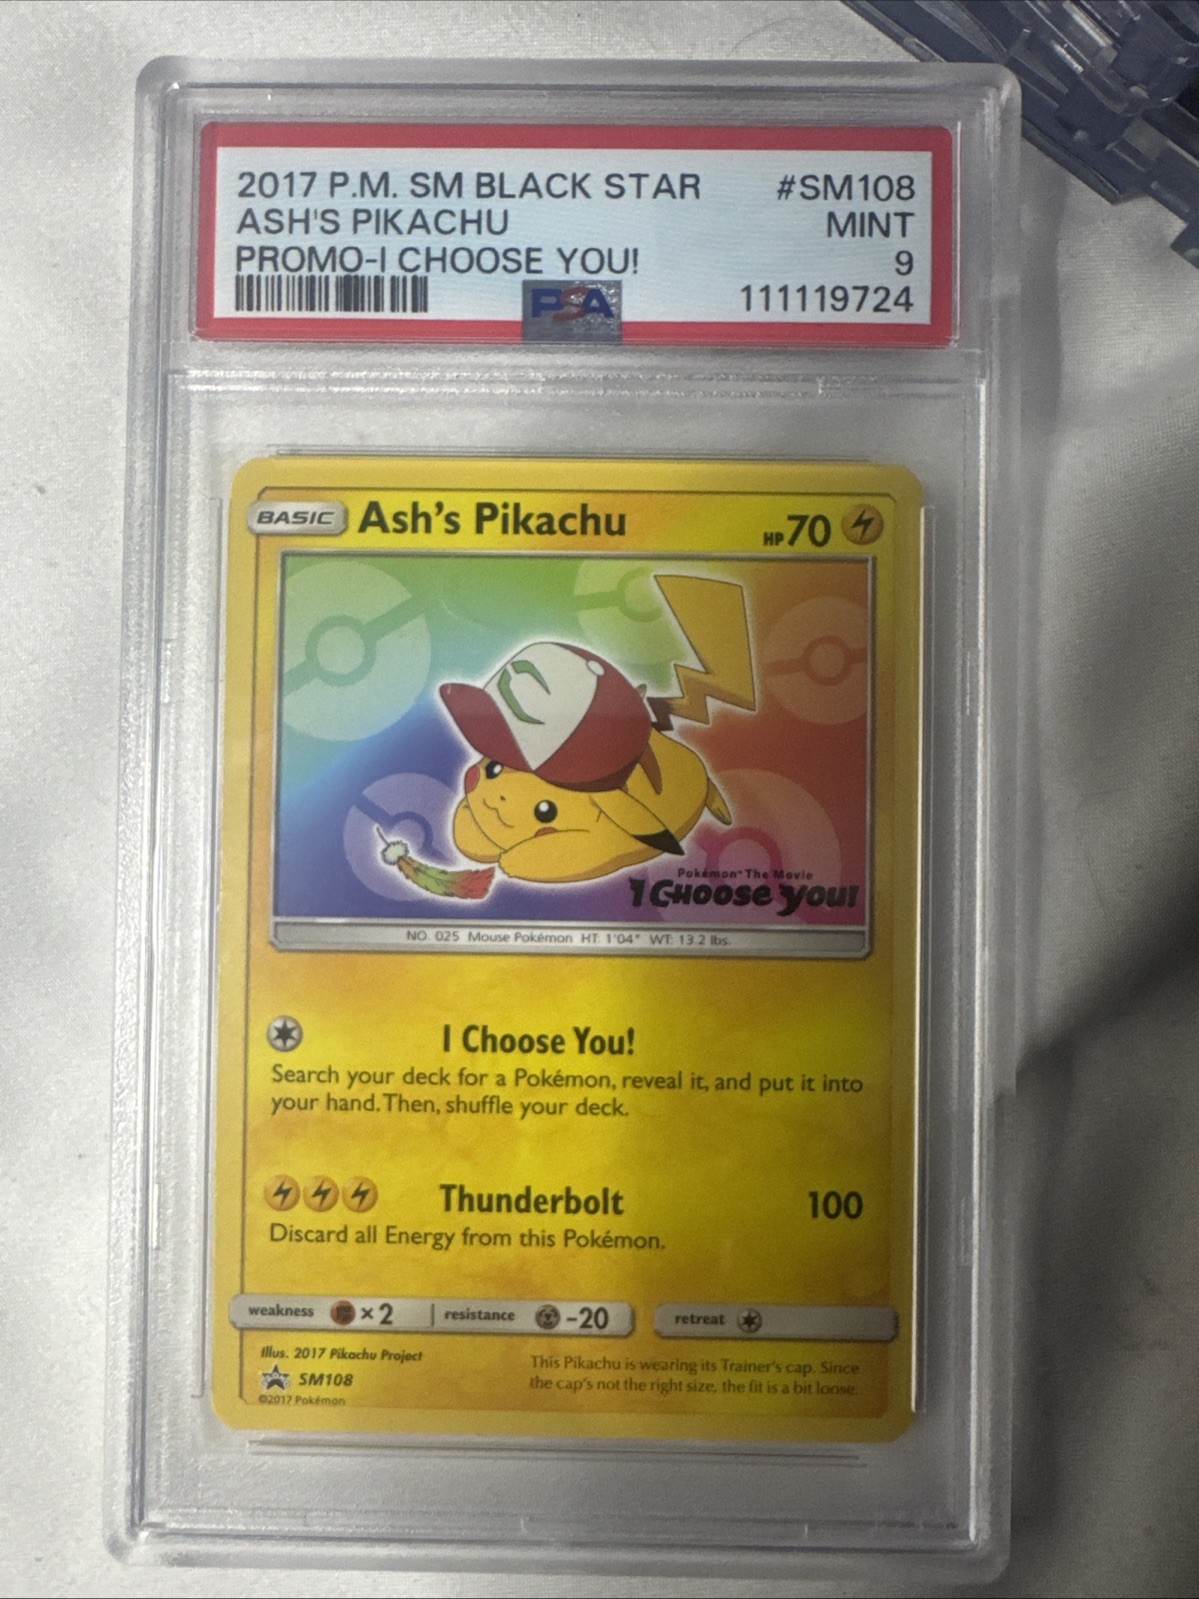 2017 P.M. SM BLACK STAR #SM108
ASH'S PIKACHU MINT
PROMO-I CHOOSE YOU! 9
PSA 111119724
BASIC Ash's Pikachu HP 70
Pokémon The Movie
I CHOOSE YOU!
NO. 025 Mouse Pokémon HT: 1'04" WT: 13.2 lbs.
I Choose You!
Search your deck for a Pokémon, reveal it, and put it into
your hand. Then, shuffle your deck.
Thunderbolt 100
Discard all Energy from this Pokémon.
weakness ×2 resistance -20 retreat
Illus. 2017 Pikachu Project
SM108
©2017 Pokémon
This Pikachu is wearing its Trainer's cap. Since
the cap's not the right size, the fit is a bit loose.